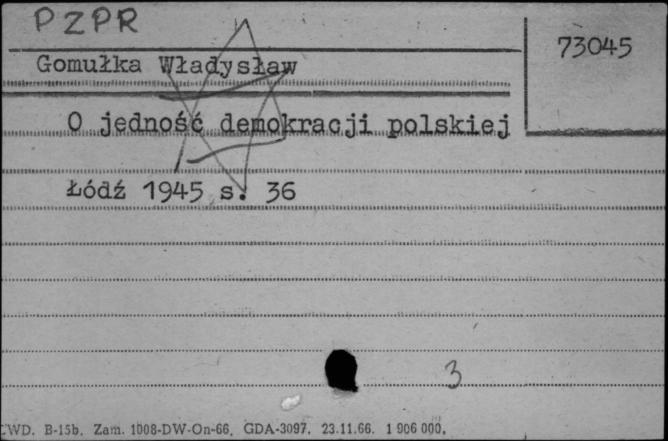 PZPR
73045
Gomułka Władysław
O jedność demokracji polskiej
Łódź 1945 s. 36
3
CWD. B-15b. Zam. 1008-DW-On-66. GDA-3097. 23.11.66. 1 906 000.